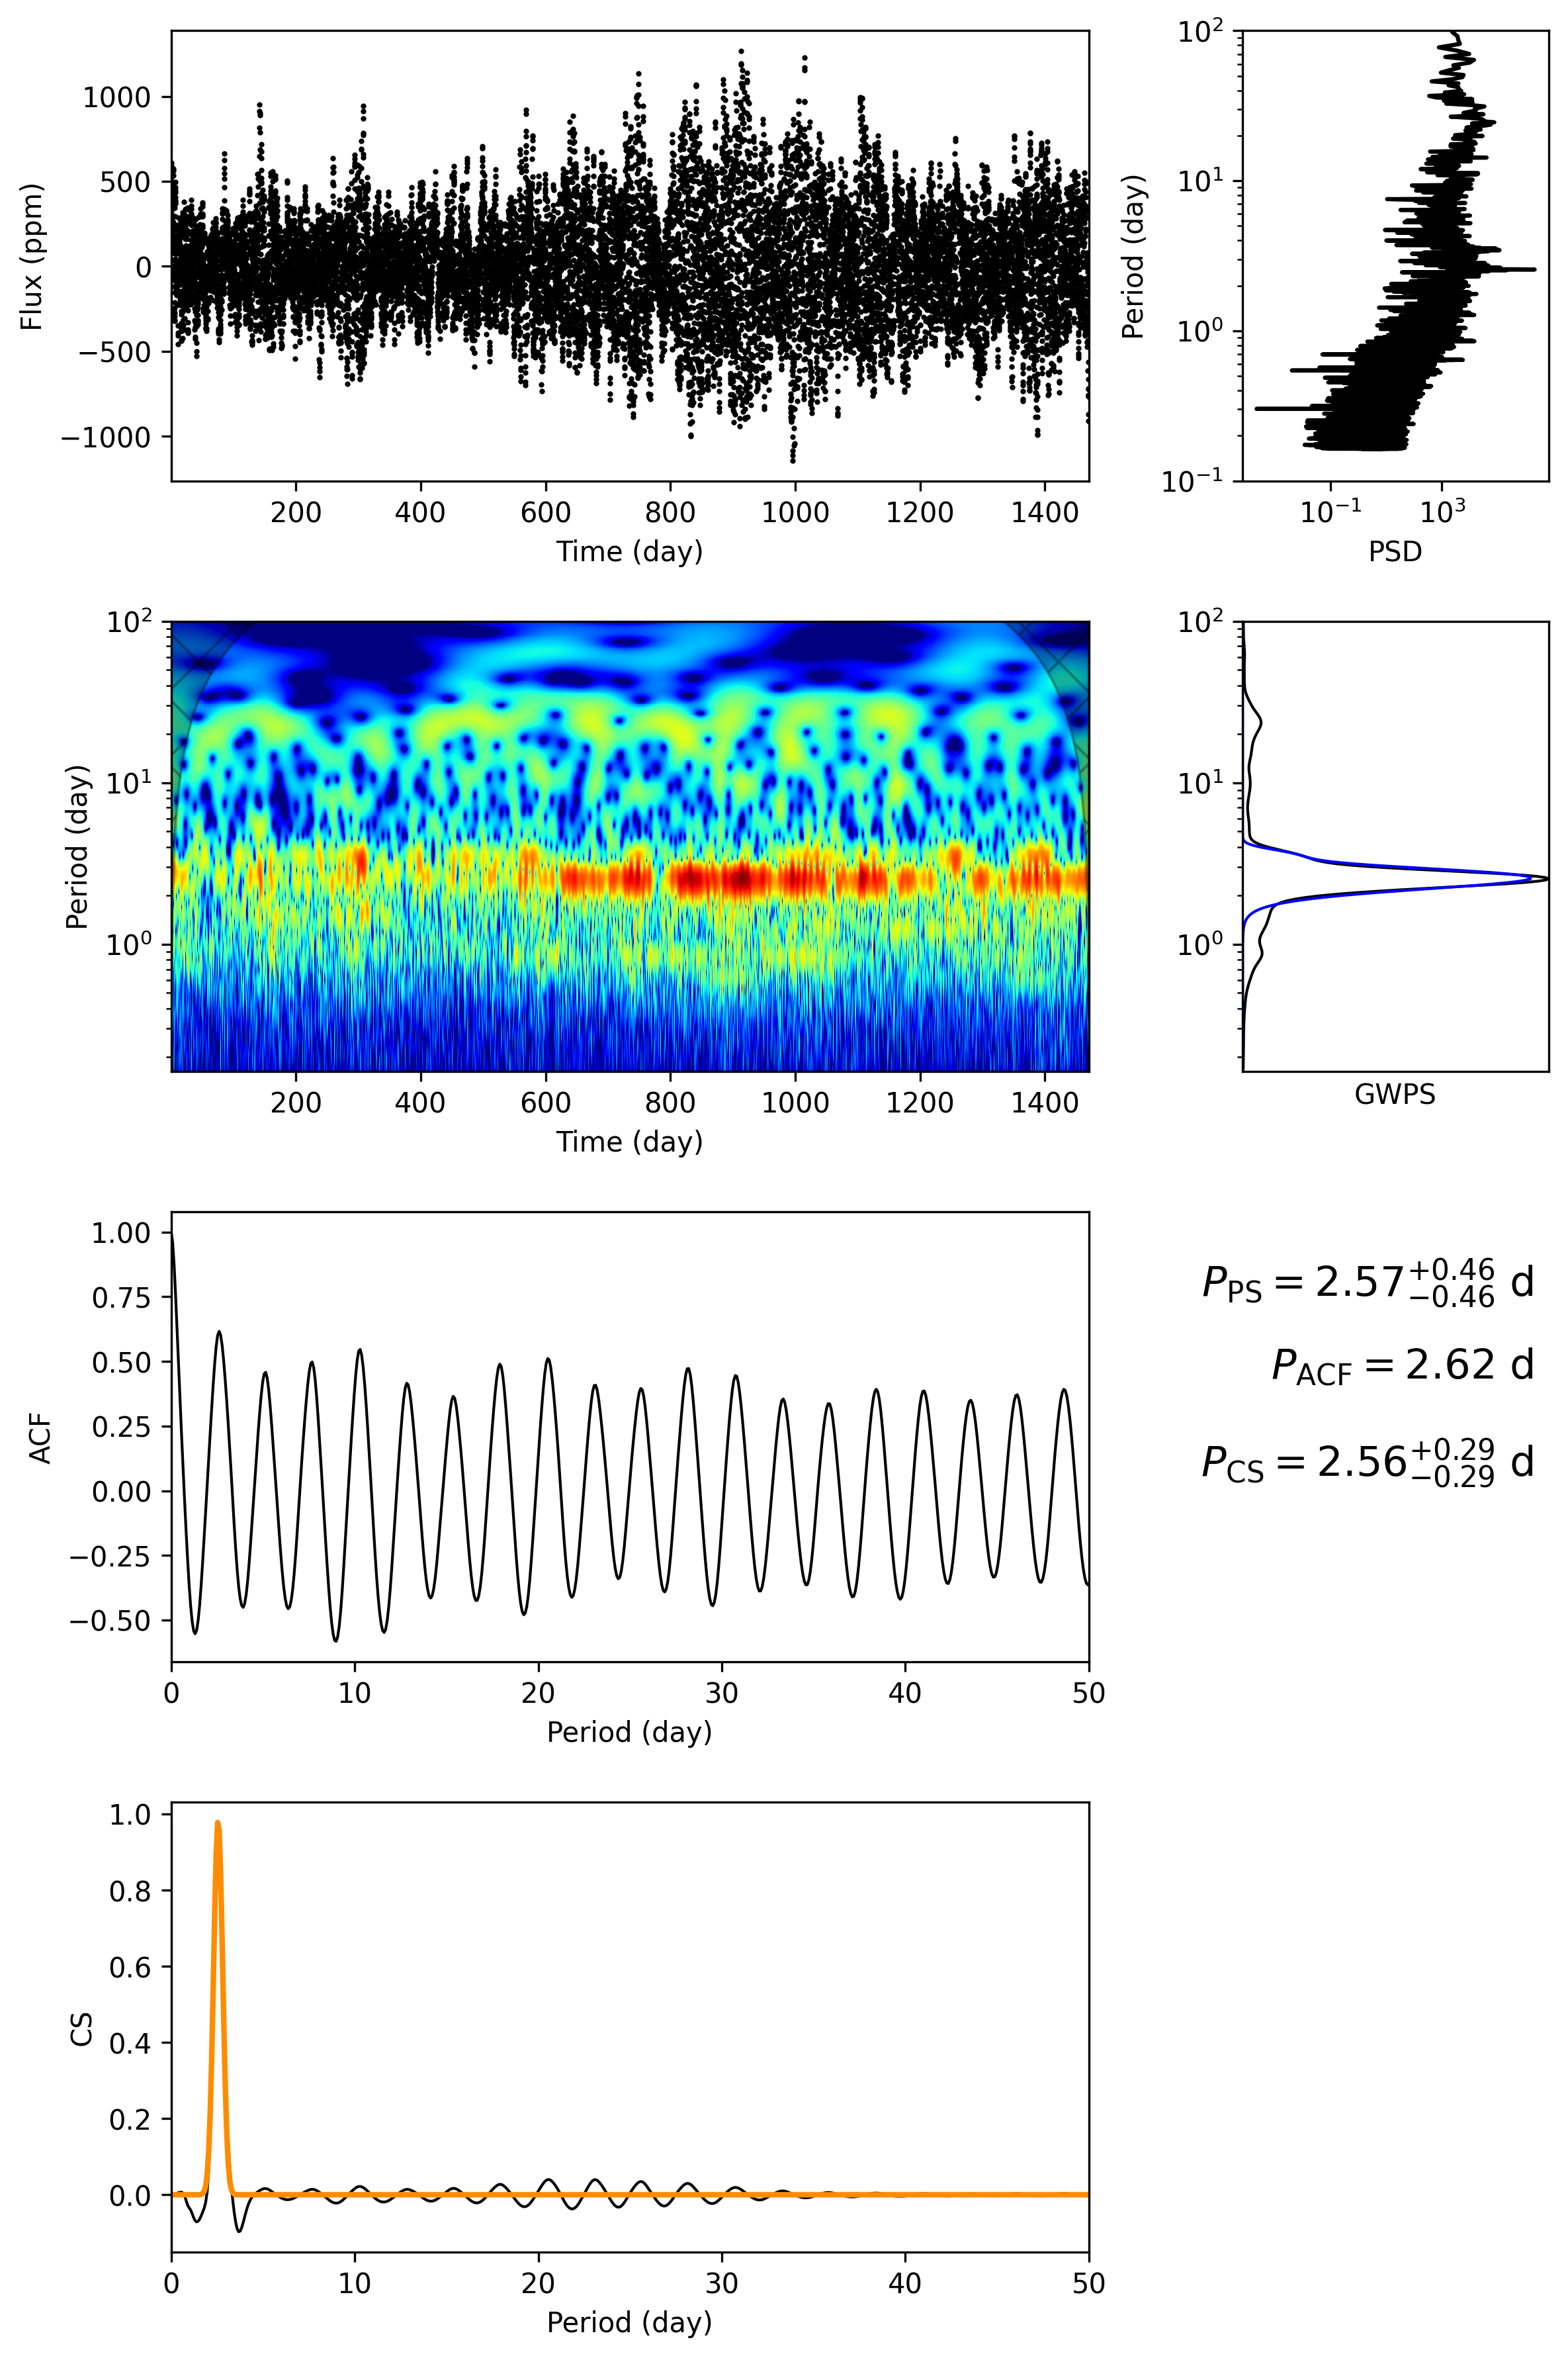 1000
500
0
−500
−1000
Flux (ppm)
200 400 600 800 1000 1200 1400
Time (day)
10²
10¹
10⁰
10⁻¹
Period (day)
10⁻¹ 10³
PSD
10²
10¹
10⁰
Period (day)
200 400 600 800 1000 1200 1400
Time (day)
10²
10¹
10⁰
GWPS
1.00
0.75
0.50
0.25
0.00
−0.25
−0.50
ACF
0 10 20 30 40 50
Period (day)
P_PS = 2.57^{+0.46}_{−0.46} d
P_ACF = 2.62 d
P_CS = 2.56^{+0.29}_{−0.29} d
1.0
0.8
0.6
0.4
0.2
0.0
CS
0 10 20 30 40 50
Period (day)